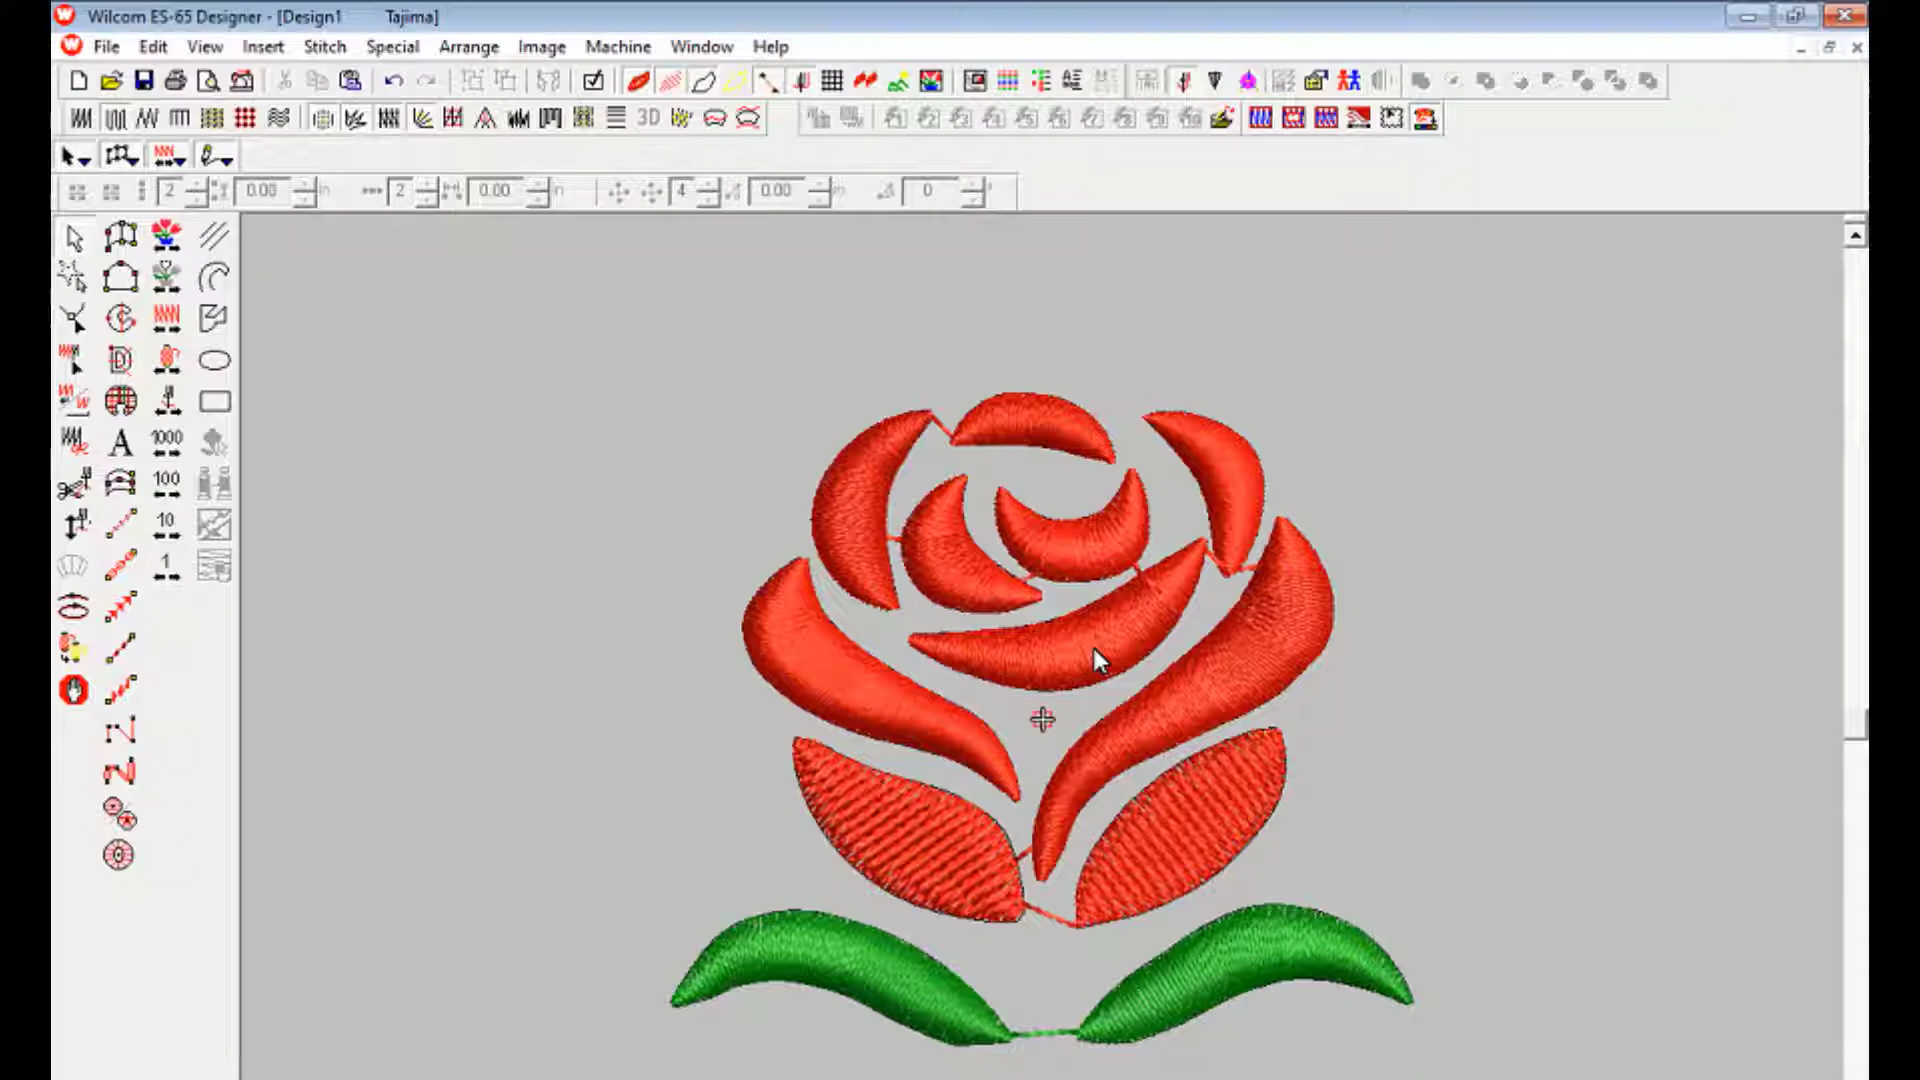 Wilcom ES-65 Designer - [Design1 Tajima]
File Edit View Insert Stitch Special Arrange Image Machine Window Help
3D
2 0.00 in 2 0.00 4 0.00 0
A 1000
100
10
1